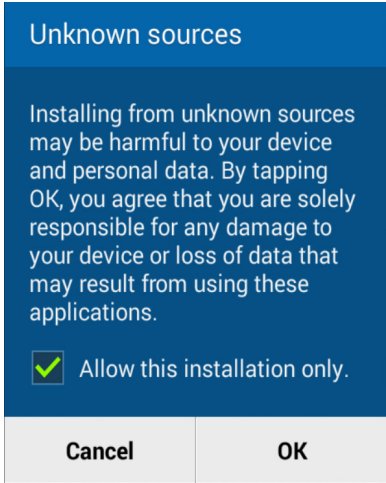 Unknown sources
Installing from unknown sources
may be harmful to your device
and personal data. By tapping
OK, you agree that you are solely
responsible for any damage to
your device or loss of data that
may result from using these
applications.
Allow this installation only.
Cancel OK